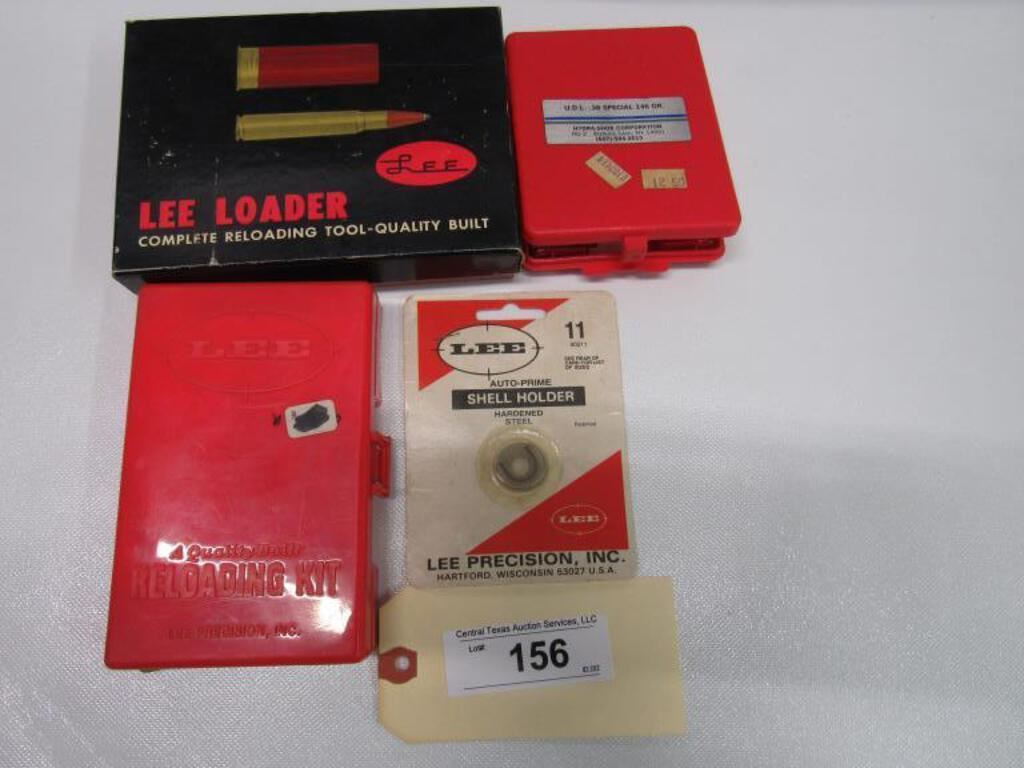 LEE
LEE LOADER
COMPLETE RELOADING TOOL-QUALITY BUILT
.38 SPECIAL 146 GR.
HYDRA-SHOK CORPORATION
12.50
LEE
A Quality Built
RELOADING KIT
LEE PRECISION, INC.
LEE
11
AUTO-PRIME
SHELL HOLDER
HARDENED
STEEL
LEE
LEE PRECISION, INC.
HARTFORD, WISCONSIN 53027 U.S.A.
Central Texas Auction Services, LLC
Lot#:
156